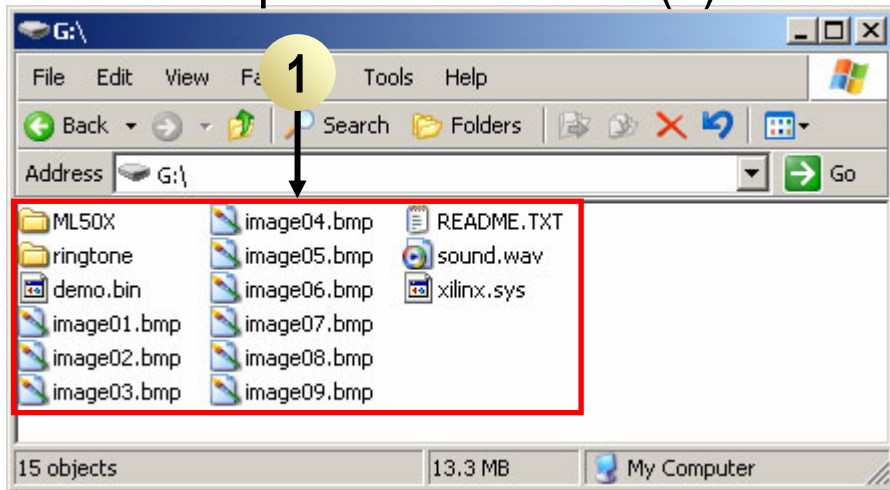 G:\
File Edit View Fa Tools Help
1
Back Search Folders
Address G:\ Go
ML50X image04.bmp README.TXT
ringtone image05.bmp sound.wav
demo.bin image06.bmp xilinx.sys
image01.bmp image07.bmp
image02.bmp image08.bmp
image03.bmp image09.bmp
15 objects 13.3 MB My Computer